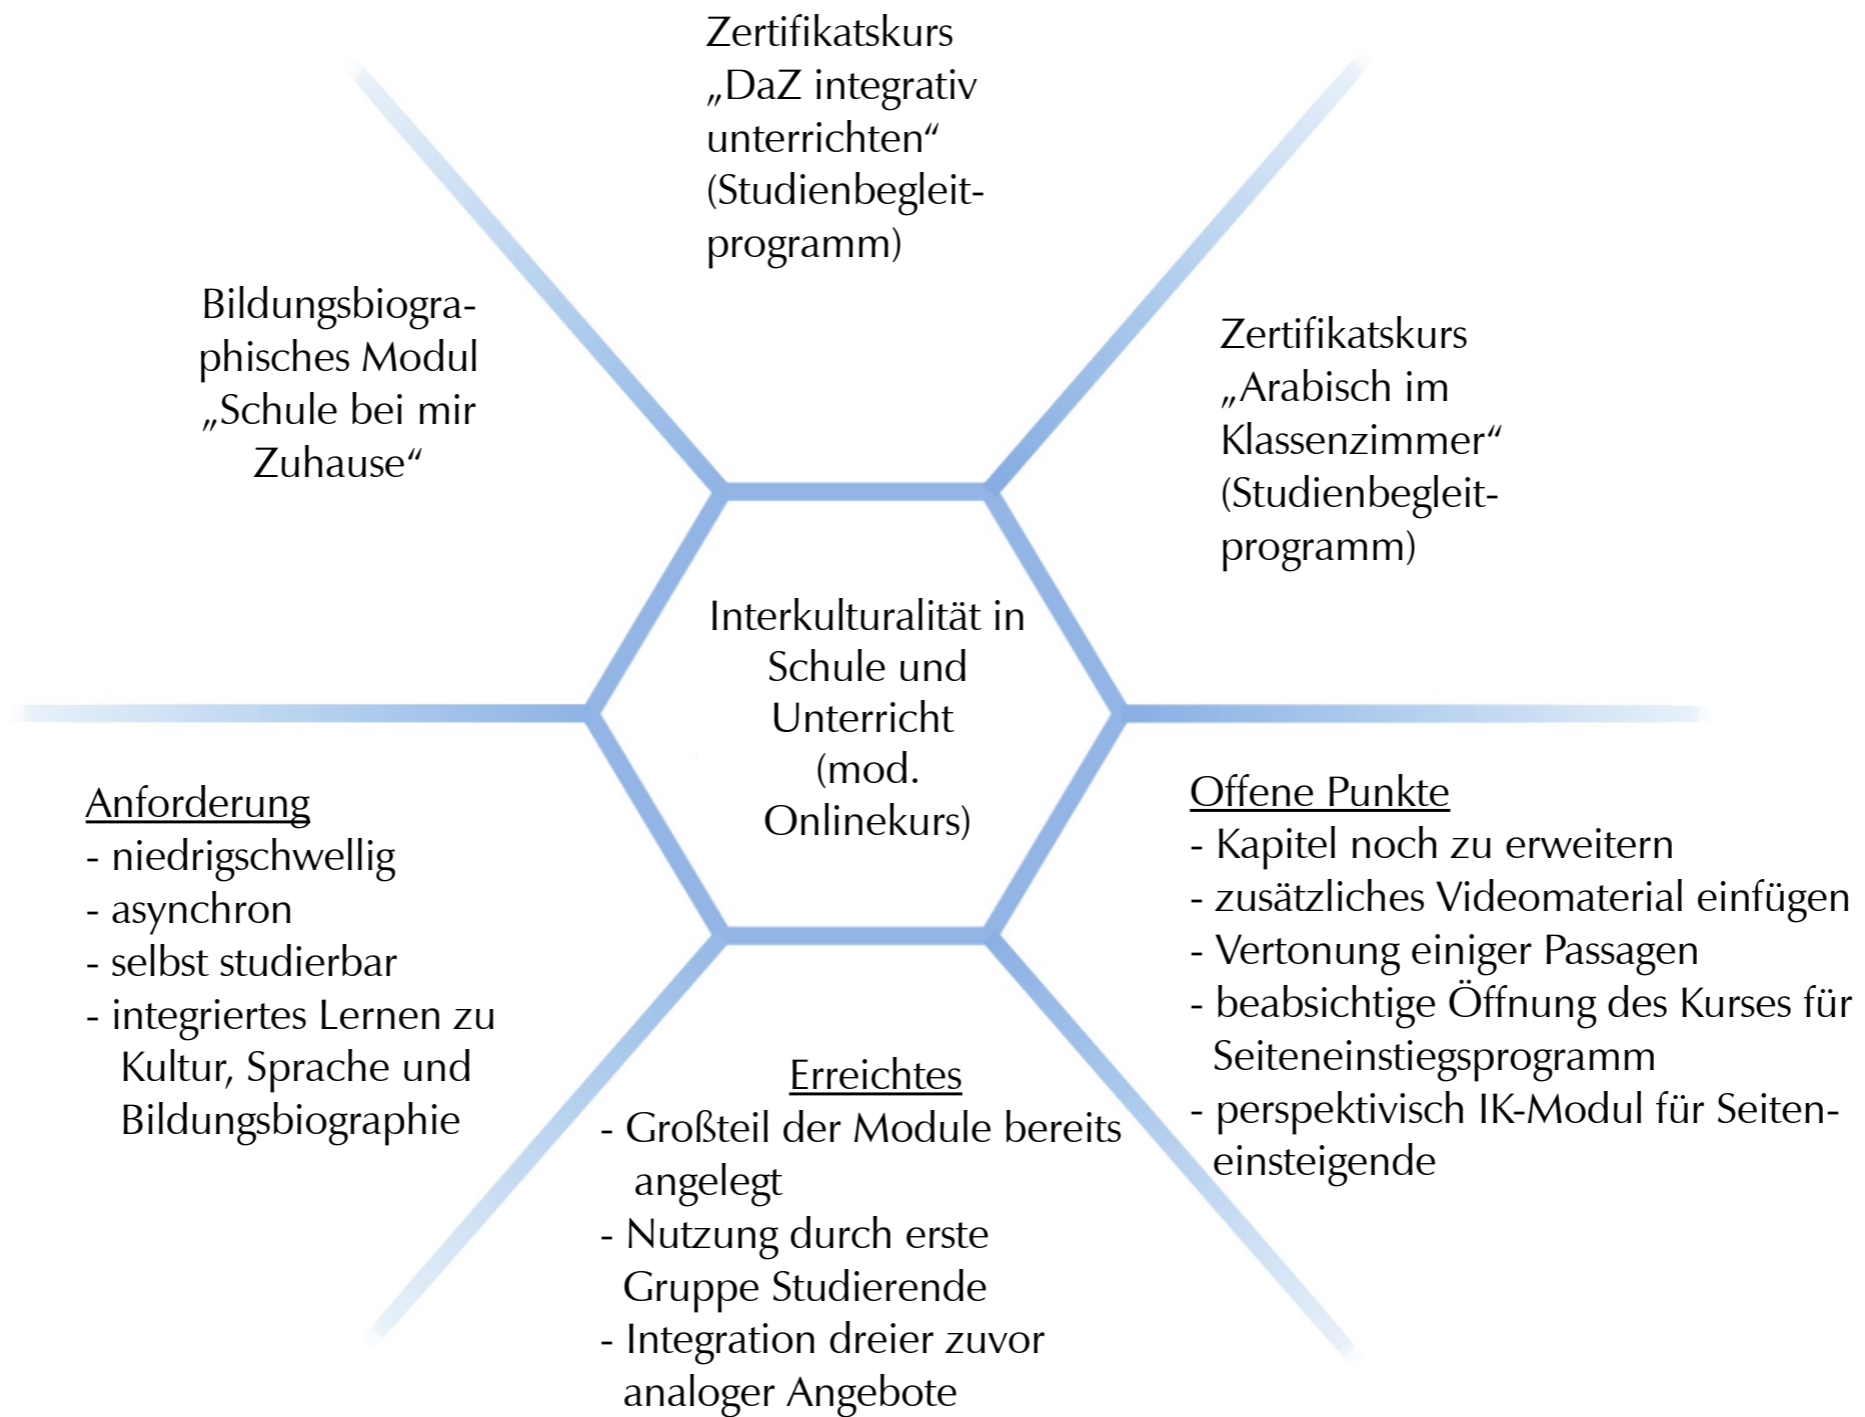 Zertifikatskurs
„DaZ integrativ
unterrichten“
(Studienbegleit-
programm)
Bildungsbiogra-
phisches Modul
„Schule bei mir
Zuhause“
Zertifikatskurs
„Arabisch im
Klassenzimmer“
(Studienbegleit-
programm)
Interkulturalität in
Schule und
Unterricht
(mod.
Onlinekurs)
Anforderung
- niedrigschwellig
- asynchron
- selbst studierbar
- integriertes Lernen zu
Kultur, Sprache und
Bildungsbiographie
Erreichtes
- Großteil der Module bereits
angelegt
- Nutzung durch erste
Gruppe Studierende
- Integration dreier zuvor
analoger Angebote
Offene Punkte
- Kapitel noch zu erweitern
- zusätzliches Videomaterial einfügen
- Vertonung einiger Passagen
- beabsichtige Öffnung des Kurses für
Seiteneinstiegsprogramm
- perspektivisch IK-Modul für Seiten-
einsteigende